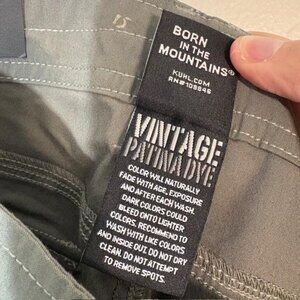 BORN
IN THE
MOUNTAINS®
KUHL.COM
RN#109846
VINTAGE
PATINA DYE
COLOR WILL NATURALLY
FADE WITH AGE, EXPOSURE
AND AFTER EACH WASH.
DARK COLORS COULD
BLEED ONTO LIGHTER
COLORS. RECOMMEND TO
WASH WITH LIKE COLORS
AND INSIDE OUT. DO NOT DRY
CLEAN. DO NOT ATTEMPT
TO REMOVE SPOTS.